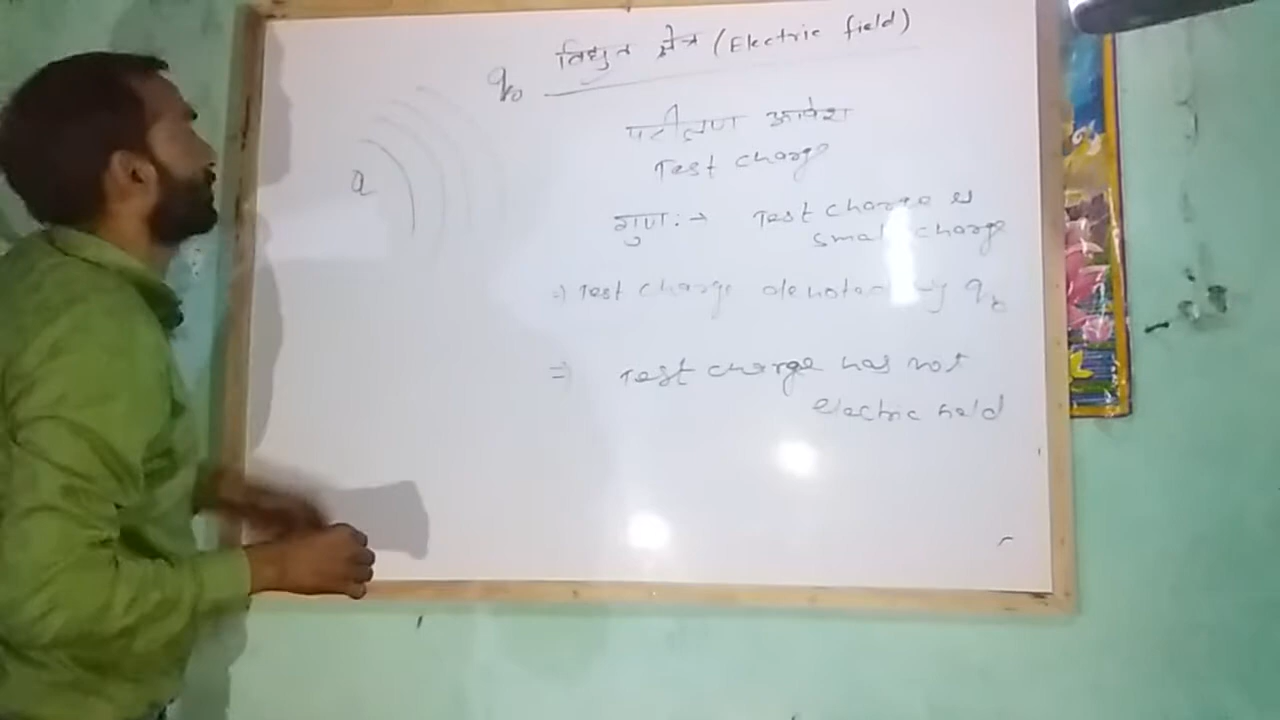 विद्युत क्षेत्र (Electric field)
q₀
परीक्षण आवेश
Test charge
Q
गुण :→ Test charge is
small charge
⇒ Test charge denoted by q₀
⇒ Test charge has not
electric field